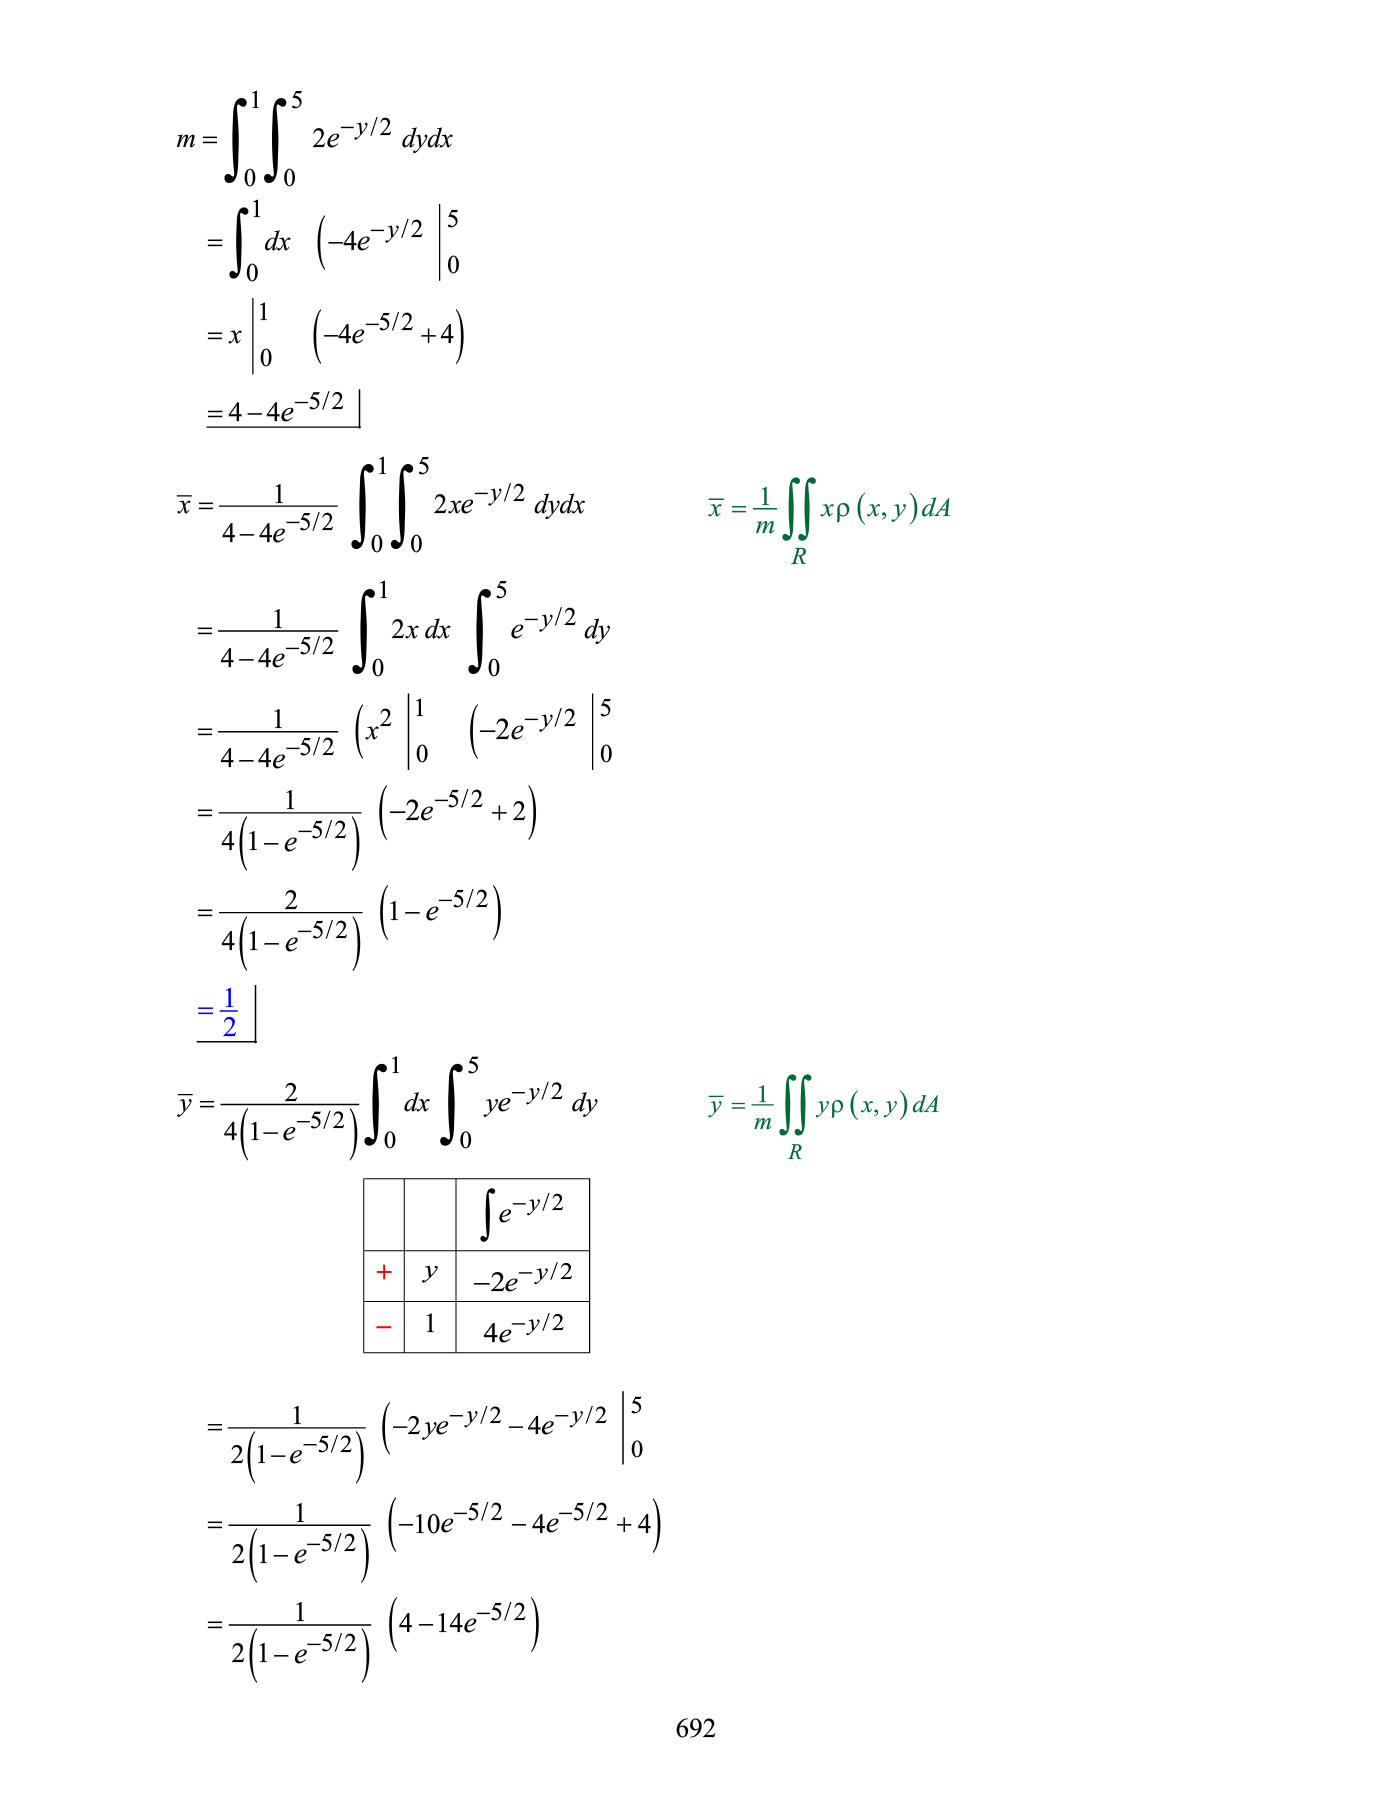 m = ∫₀¹ ∫₀⁵ 2e^{−y/2} dydx
= ∫₀¹ dx (−4e^{−y/2} |₀⁵
= x |₀¹ (−4e^{−5/2} + 4)
= 4 − 4e^{−5/2}
x̅ = 1/(4 − 4e^{−5/2}) ∫₀¹ ∫₀⁵ 2xe^{−y/2} dydx x̅ = 1/m ∬_R xρ(x, y) dA
= 1/(4 − 4e^{−5/2}) ∫₀¹ 2x dx ∫₀⁵ e^{−y/2} dy
= 1/(4 − 4e^{−5/2}) (x² |₀¹ (−2e^{−y/2} |₀⁵
= 1/(4(1 − e^{−5/2})) (−2e^{−5/2} + 2)
= 2/(4(1 − e^{−5/2})) (1 − e^{−5/2})
= 1/2
y̅ = 2/(4(1 − e^{−5/2})) ∫₀¹ dx ∫₀⁵ ye^{−y/2} dy y̅ = 1/m ∬_R yρ(x, y) dA
∫ e^{−y/2}
+ y −2e^{−y/2}
− 1 4e^{−y/2}
= 1/(2(1 − e^{−5/2})) (−2ye^{−y/2} − 4e^{−y/2} |₀⁵
= 1/(2(1 − e^{−5/2})) (−10e^{−5/2} − 4e^{−5/2} + 4)
= 1/(2(1 − e^{−5/2})) (4 − 14e^{−5/2})
692